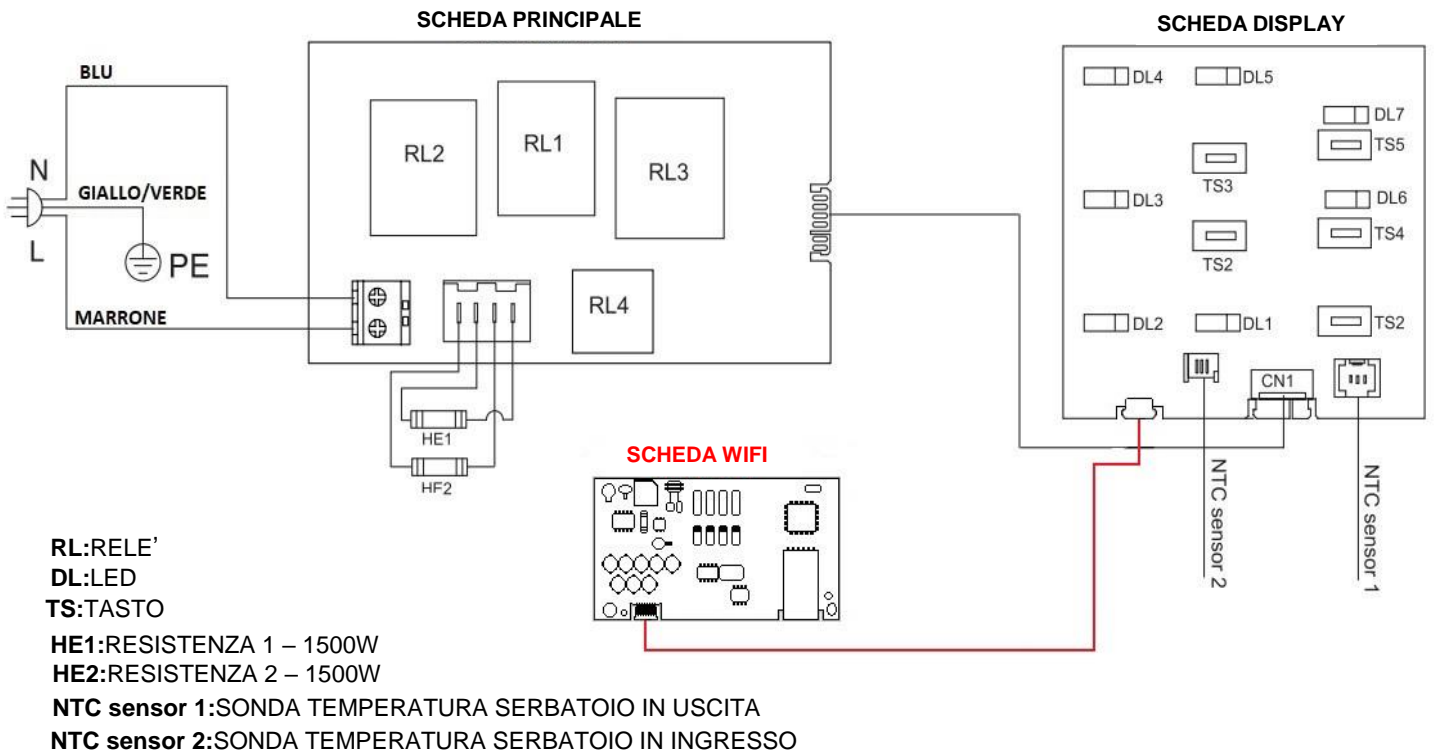 SCHEDA PRINCIPALE
SCHEDA DISPLAY
BLU
N
GIALLO/VERDE
L
PE
MARRONE
RL2
RL1
RL3
RL4
HE1
HE2
DL4
DL5
DL7
TS5
TS3
DL3
DL6
TS4
TS2
DL2
DL1
TS2
CN1
NTC sensor 2
NTC sensor 1
SCHEDA WIFI
RL:RELE’
DL:LED
TS:TASTO
HE1:RESISTENZA 1 – 1500W
HE2:RESISTENZA 2 – 1500W
NTC sensor 1:SONDA TEMPERATURA SERBATOIO IN USCITA
NTC sensor 2:SONDA TEMPERATURA SERBATOIO IN INGRESSO